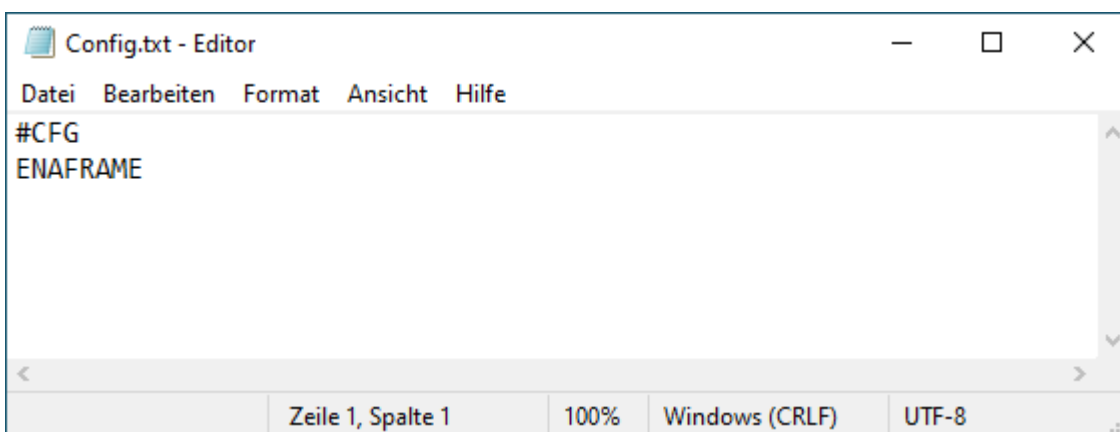 Config.txt - Editor
Datei Bearbeiten Format Ansicht Hilfe
#CFG
ENAFRAME
Zeile 1, Spalte 1 100% Windows (CRLF) UTF-8